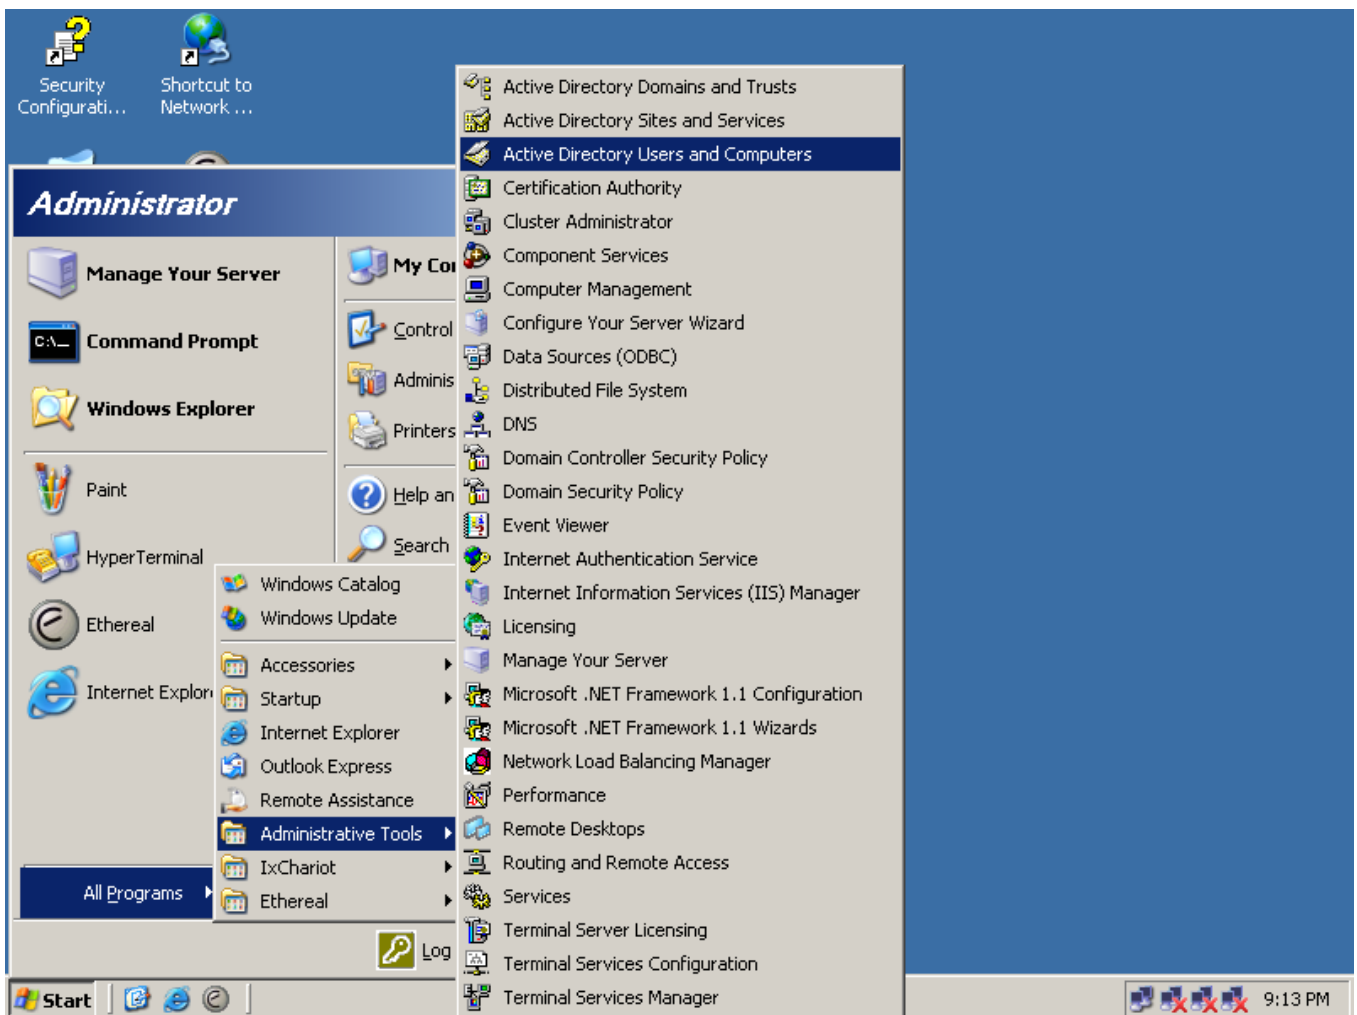 Security
Configurati...
Shortcut to
Network ...
Administrator
Manage Your Server
Command Prompt
Windows Explorer
Paint
HyperTerminal
Ethereal
Internet Explor
All Programs
My Co
Control
Adminis
Printers
Help an
Search
Log
Windows Catalog
Windows Update
Accessories
Startup
Internet Explorer
Outlook Express
Remote Assistance
Administrative Tools
IxChariot
Ethereal
Active Directory Domains and Trusts
Active Directory Sites and Services
Active Directory Users and Computers
Certification Authority
Cluster Administrator
Component Services
Computer Management
Configure Your Server Wizard
Data Sources (ODBC)
Distributed File System
DNS
Domain Controller Security Policy
Domain Security Policy
Event Viewer
Internet Authentication Service
Internet Information Services (IIS) Manager
Licensing
Manage Your Server
Microsoft .NET Framework 1.1 Configuration
Microsoft .NET Framework 1.1 Wizards
Network Load Balancing Manager
Performance
Remote Desktops
Routing and Remote Access
Services
Terminal Server Licensing
Terminal Services Configuration
Terminal Services Manager
Start
9:13 PM